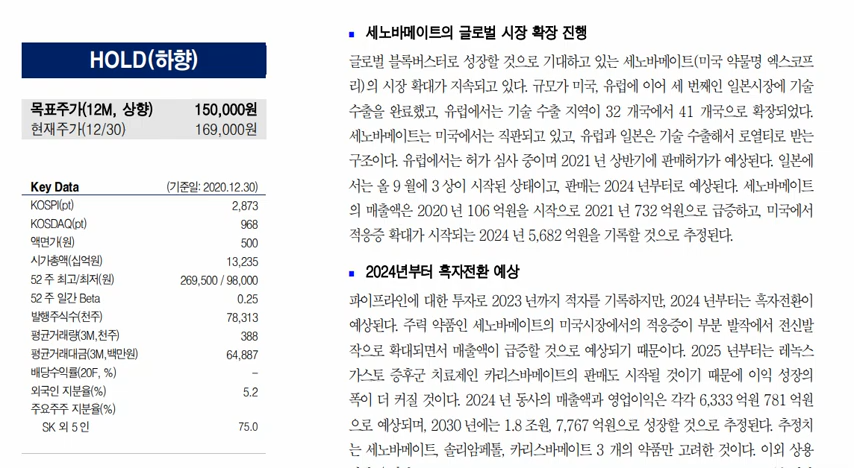 HOLD(하향)
목표주가(12M, 상향) 150,000원
현재주가(12/30) 169,000원
Key Data (기준일: 2020.12.30)
KOSPI(pt) 2,873
KOSDAQ(pt) 968
액면가(원) 500
시가총액(십억원) 13,235
52 주 최고/최저(원) 269,500 / 98,000
52 주 일간 Beta 0.25
발행주식수(천주) 78,313
평균거래량(3M,천주) 388
평균거래대금(3M,백만원) 64,887
배당수익률(20F, %) –
외국인 지분율(%) 5.2
주요주주 지분율(%)
SK 외 5 인 75.0
▪ 세노바메이트의 글로벌 시장 확장 진행
글로벌 블록버스터로 성장할 것으로 기대하고 있는 세노바메이트(미국 약물명 엑스코프
리)의 시장 확대가 지속되고 있다. 규모가 미국, 유럽에 이어 세 번째인 일본시장에 기술
수출을 완료했고, 유럽에서는 기술 수출 지역이 32 개국에서 41 개국으로 확장되었다.
세노바메이트는 미국에서는 직판되고 있고, 유럽과 일본은 기술 수출해서 로열티로 받는
구조이다. 유럽에서는 허가 심사 중이며 2021 년 상반기에 판매허가가 예상된다. 일본에
서는 올 9 월에 3 상이 시작된 상태이고, 판매는 2024 년부터로 예상된다. 세노바메이트
의 매출액은 2020 년 106 억원을 시작으로 2021 년 732 억원으로 급증하고, 미국에서
적응증 확대가 시작되는 2024 년 5,682 억원을 기록할 것으로 추정된다.
▪ 2024년부터 흑자전환 예상
파이프라인에 대한 투자로 2023 년까지 적자를 기록하지만, 2024 년부터는 흑자전환이
예상된다. 주력 약품인 세노바메이트의 미국시장에서의 적응증이 부분 발작에서 전신발
작으로 확대되면서 매출액이 급증할 것으로 예상되기 때문이다. 2025 년부터는 레녹스
가스토 증후군 치료제인 카리스바메이트의 판매도 시작될 것이기 때문에 이익 성장의
폭이 더 커질 것이다. 2024 년 동사의 매출액과 영업이익은 각각 6,333 억원 781 억원
으로 예상되며, 2030 년에는 1.8 조원, 7,767 억원으로 성장할 것으로 추정된다. 추정치
는 세노바메이트, 솔리암페톨, 카리스바메이트 3 개의 약품만 고려한 것이다. 이외 상용